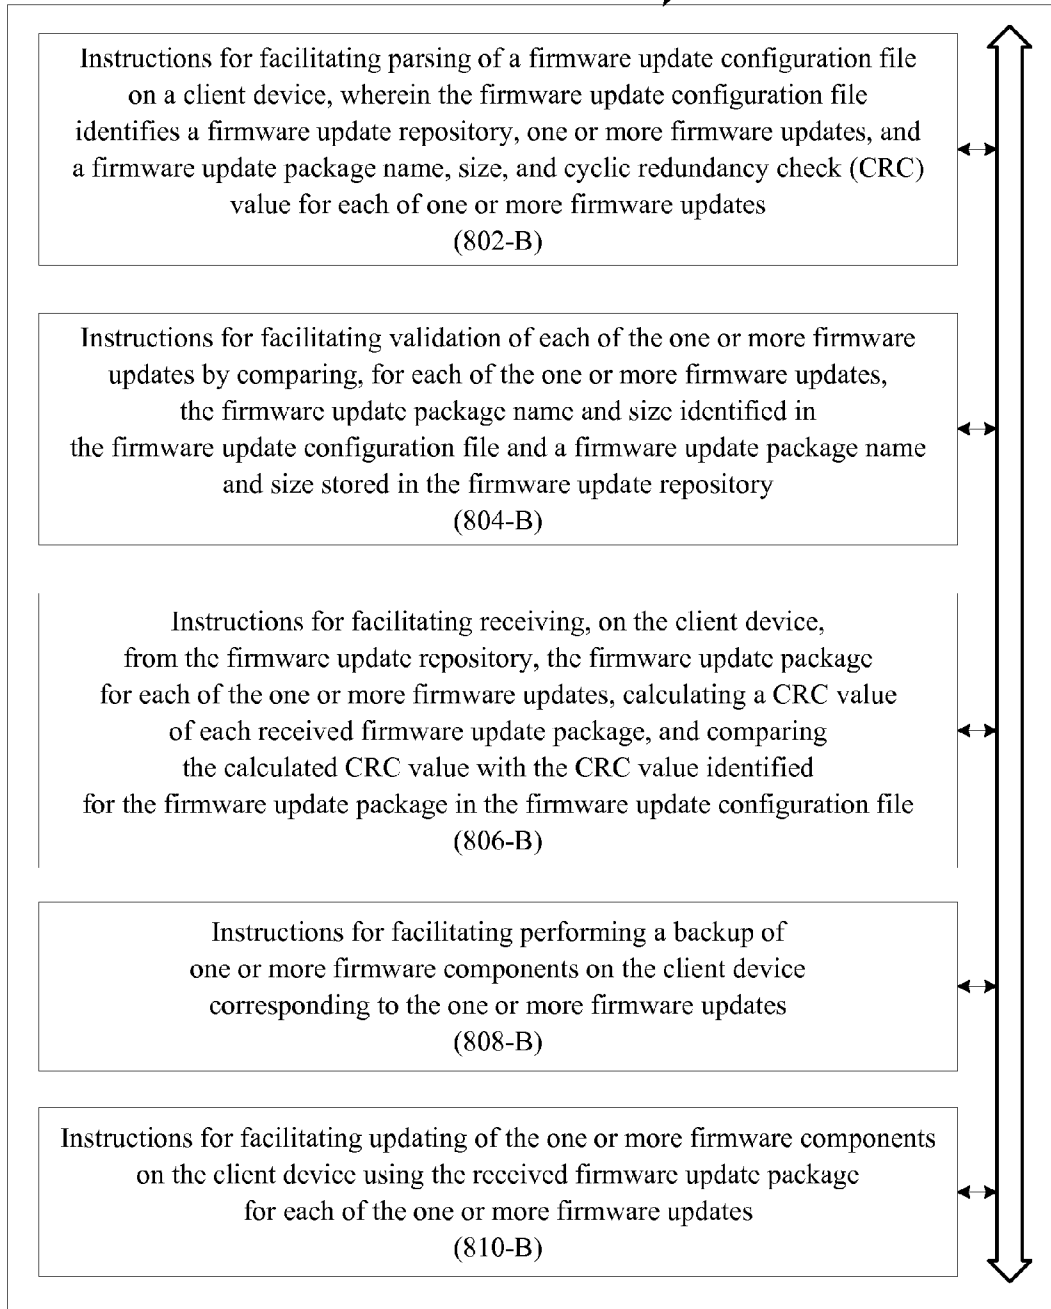 Instructions for facilitating parsing of a firmware update configuration file
on a client device, wherein the firmware update configuration file
identifies a firmware update repository, one or more firmware updates, and
a firmware update package name, size, and cyclic redundancy check (CRC)
value for each of one or more firmware updates
(802-B)
Instructions for facilitating validation of each of the one or more firmware
updates by comparing, for each of the one or more firmware updates,
the firmware update package name and size identified in
the firmware update configuration file and a firmware update package name
and size stored in the firmware update repository
(804-B)
Instructions for facilitating receiving, on the client device,
from the firmware update repository, the firmware update package
for each of the one or more firmware updates, calculating a CRC value
of each received firmware update package, and comparing
the calculated CRC value with the CRC value identified
for the firmware update package in the firmware update configuration file
(806-B)
Instructions for facilitating performing a backup of
one or more firmware components on the client device
corresponding to the one or more firmware updates
(808-B)
Instructions for facilitating updating of the one or more firmware components
on the client device using the received firmware update package
for each of the one or more firmware updates
(810-B)